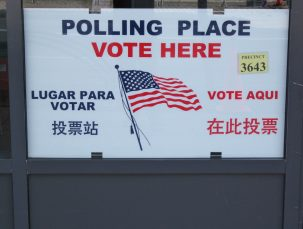 POLLING PLACE
VOTE HERE
PRECINCT
3643
LUGAR PARA
VOTAR
投票站
VOTE AQUI
在此投票